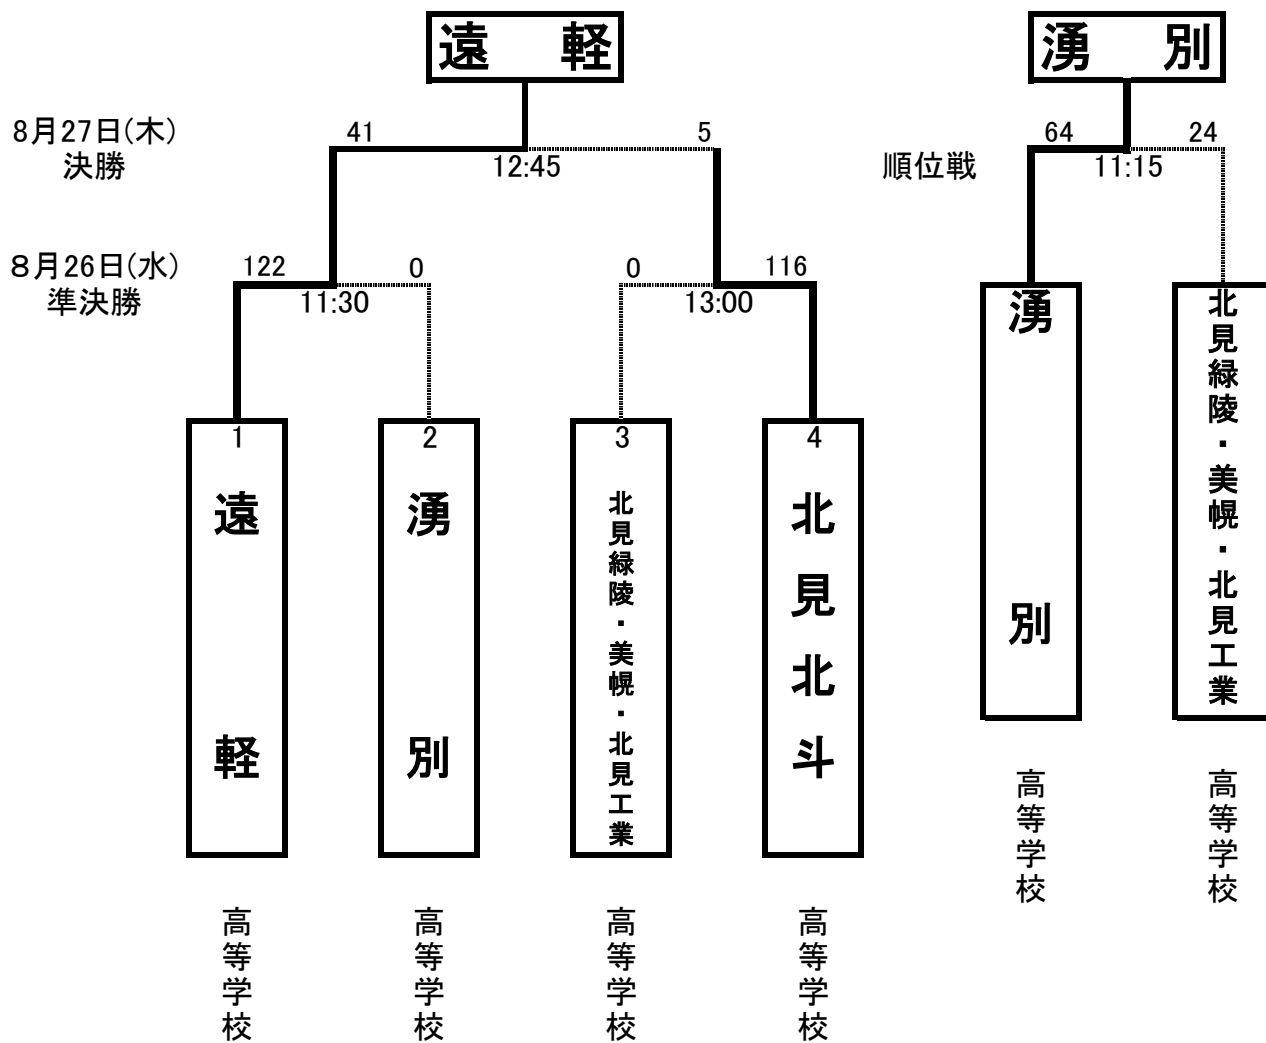 遠　軽
湧　別
8月27日(木)
決勝
41
5
12:45
順位戦
64
24
11:15
８月26日(水)
準決勝
122
0
11:30
0
116
13:00
1
遠軽
高等学校
2
湧別
高等学校
3
北見緑陵・美幌・北見工業
高等学校
4
北見北斗
高等学校
湧別
高等学校
北見緑陵・美幌・北見工業
高等学校